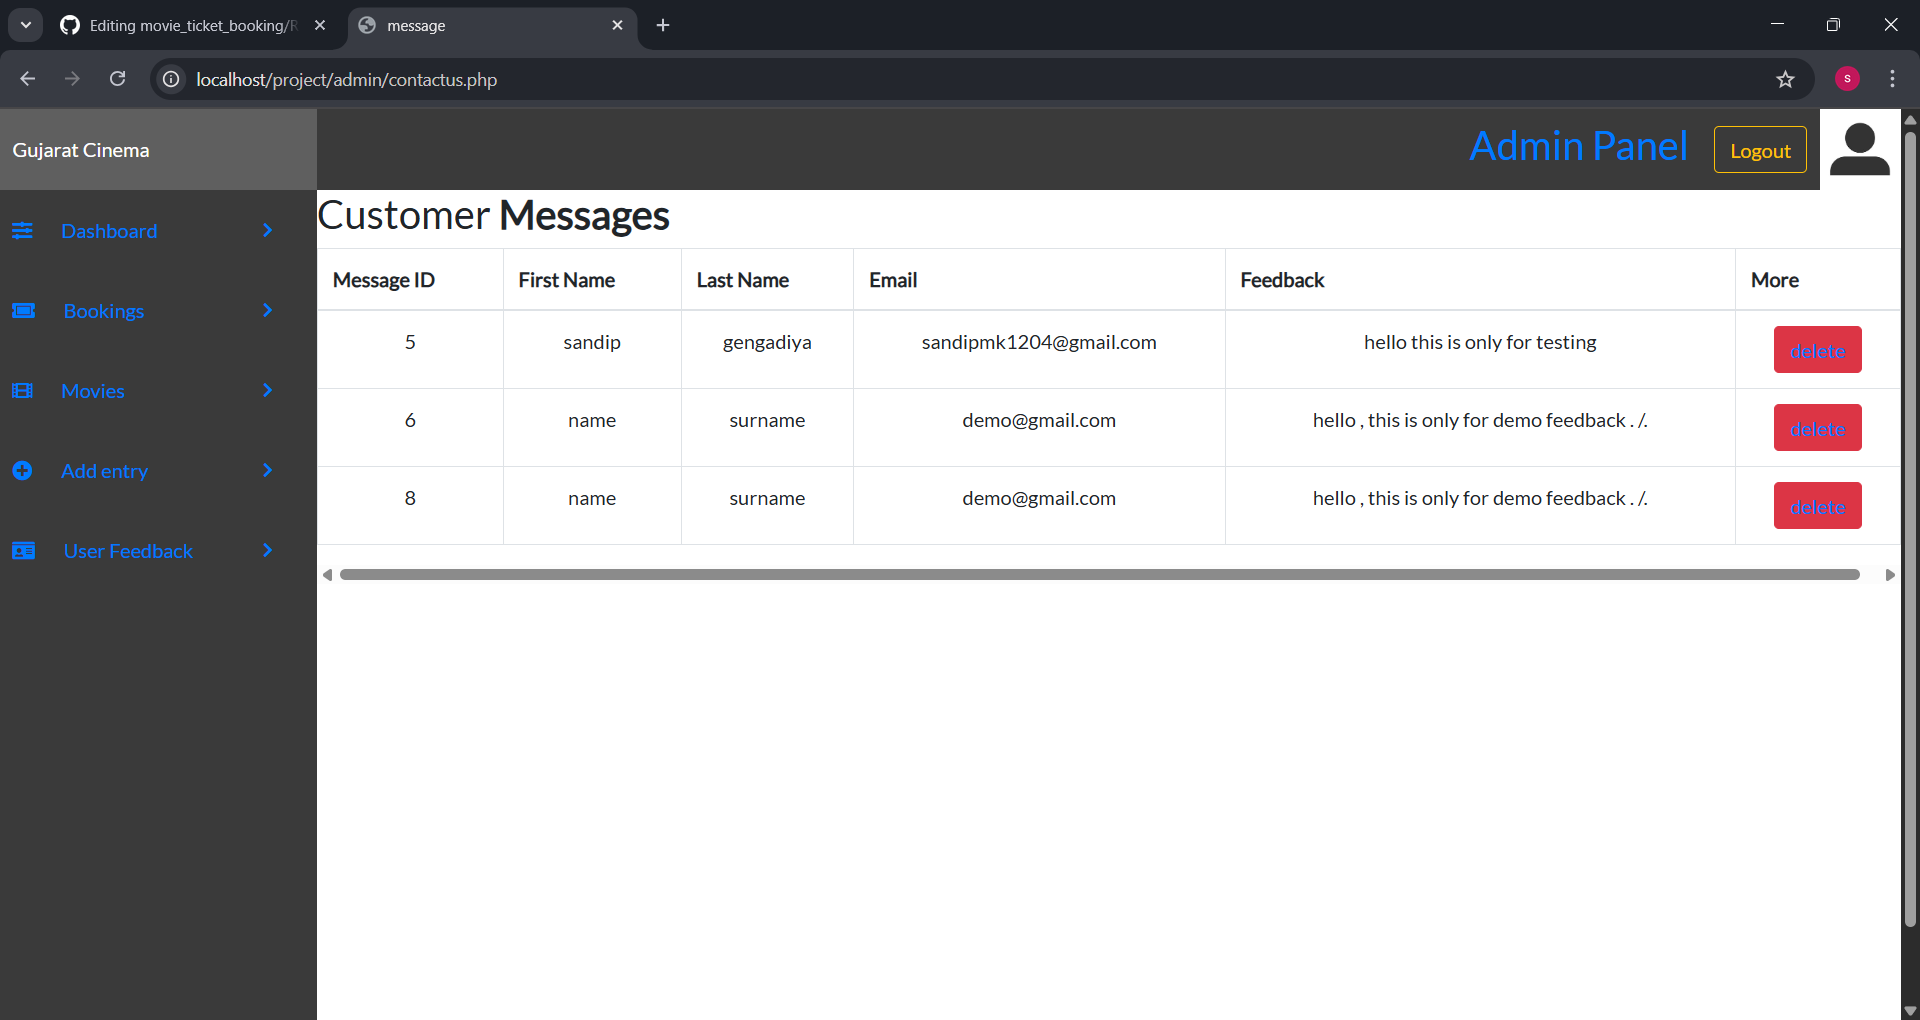 Editing movie_ticket_booking/R
message
localhost/project/admin/contactus.php
S
Gujarat Cinema
Admin Panel
Logout
Dashboard
Bookings
Movies
Add entry
User Feedback
Customer Messages
Message ID First Name Last Name Email Feedback More
5 sandip gengadiya sandipmk1204@gmail.com hello this is only for testing delete
6 name surname demo@gmail.com hello , this is only for demo feedback . /. delete
8 name surname demo@gmail.com hello , this is only for demo feedback . /. delete